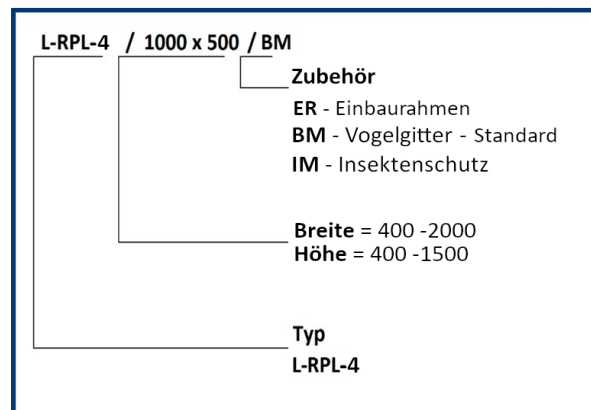 L-RPL-4 / 1000 x 500 / BM
Zubehör
ER - Einbaurahmen
BM - Vogelgitter - Standard
IM - Insektenschutz
Breite = 400 -2000
Höhe = 400 -1500
Typ
L-RPL-4